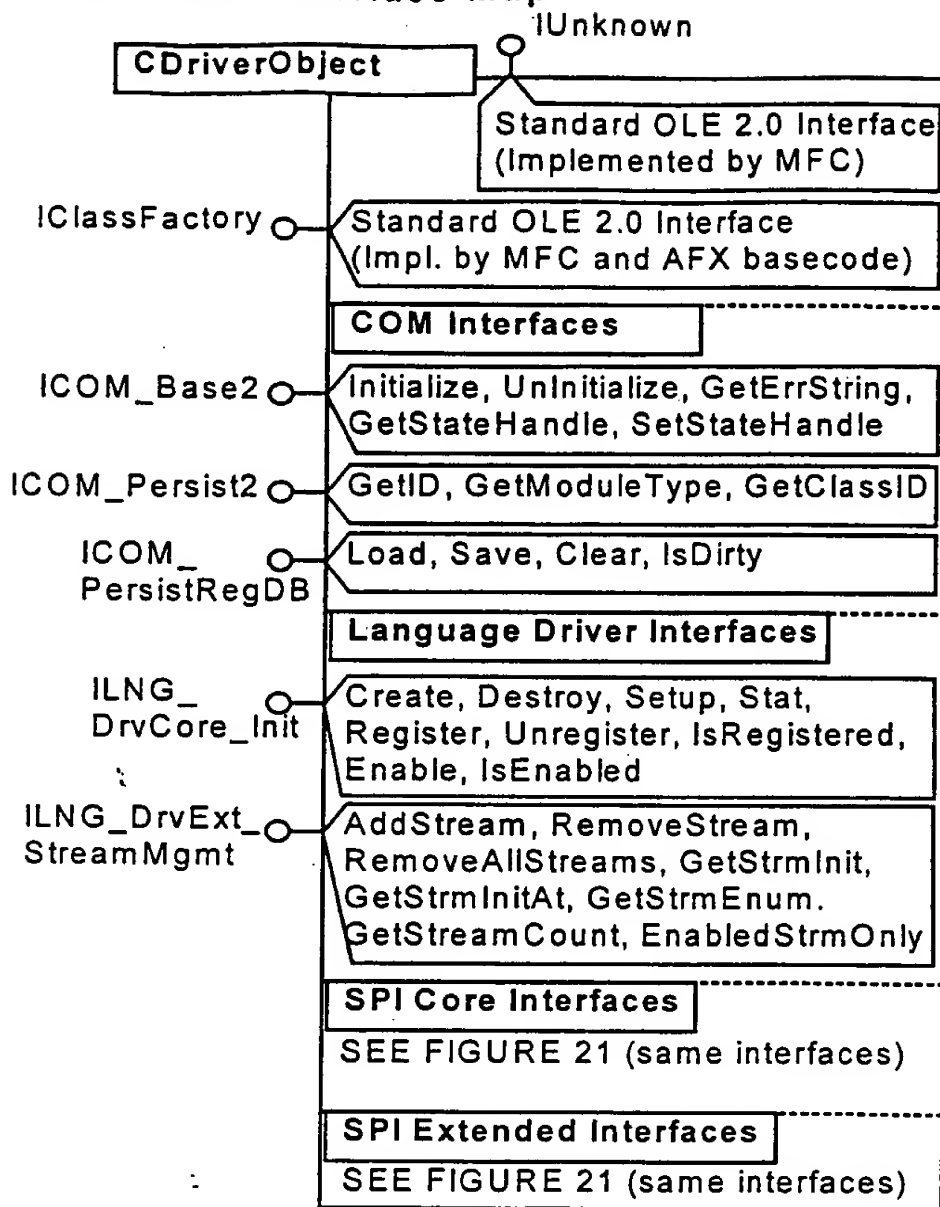 IUnknown
CDriverObject
Standard OLE 2.0 Interface
(Implemented by MFC)
IClassFactory
Standard OLE 2.0 Interface
(Impl. by MFC and AFX basecode)
COM Interfaces
ICOM_Base2
Initialize, UnInitialize, GetErrString,
GetStateHandle, SetStateHandle
ICOM_Persist2
GetID, GetModuleType, GetClassID
ICOM_
PersistRegDB
Load, Save, Clear, IsDirty
Language Driver Interfaces
ILNG_
DrvCore_Init
Create, Destroy, Setup, Stat,
Register, Unregister, IsRegistered,
Enable, IsEnabled
ILNG_DrvExt_
StreamMgmt
AddStream, RemoveStream,
RemoveAllStreams, GetStrmInit,
GetStrmInitAt, GetStrmEnum.
GetStreamCount, EnabledStrmOnly
SPI Core Interfaces
SEE FIGURE 21 (same interfaces)
SPI Extended Interfaces
SEE FIGURE 21 (same interfaces)